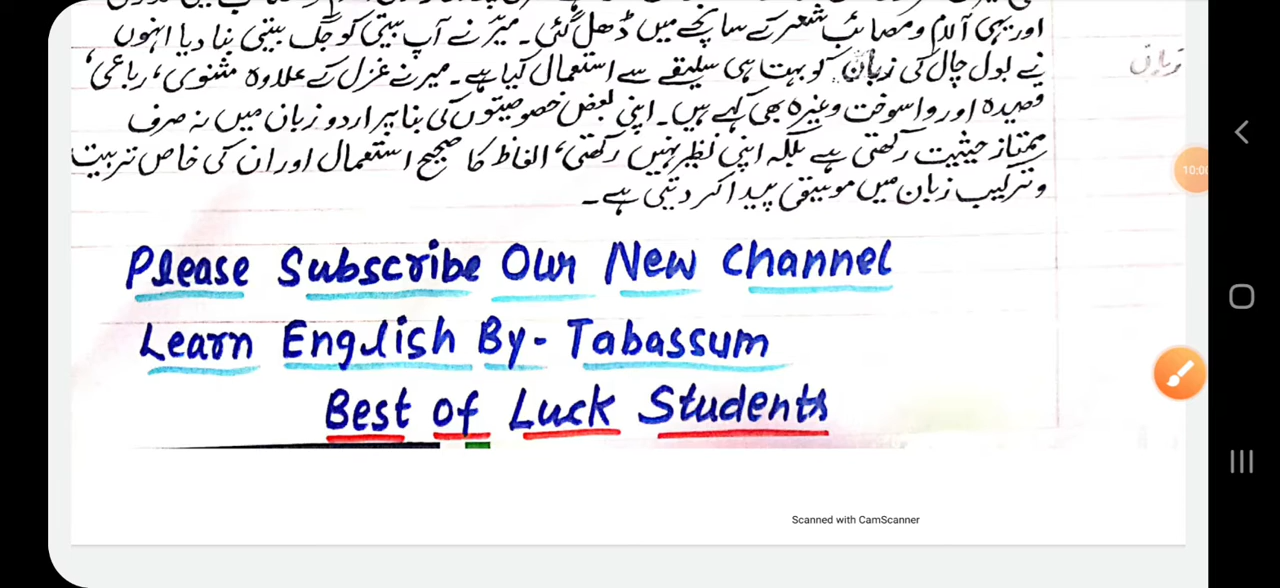 اور یہی آلام و مصائب شعر کے سانچے میں ڈھل گئی۔ میر نے آپ بیتی کو جگ بیتی بنا دیا انہوں
نے بول چال کی زبان کو بہت ہی سلیقے سے استعمال کیا ہے۔ میر نے غزل کے علاوہ مثنوی، رباعی،
قصیدہ اور واسوخت وغیرہ بھی کہے ہیں۔ اپنی بعض خصوصیتوں کی بنا پر اردو زبان میں نہ صرف
ممتاز حیثیت رکھتی ہے بلکہ اپنی نظیر نہیں رکھتی، الفاظ کا صحیح استعمال اور ان کی خاص تربیت
و ترکیب زبان میں موسیقی پیدا کر دیتی ہے۔
Please Subscribe Our New Channel
Learn English By- Tabassum
Best of Luck Students
Scanned with CamScanner
10:00